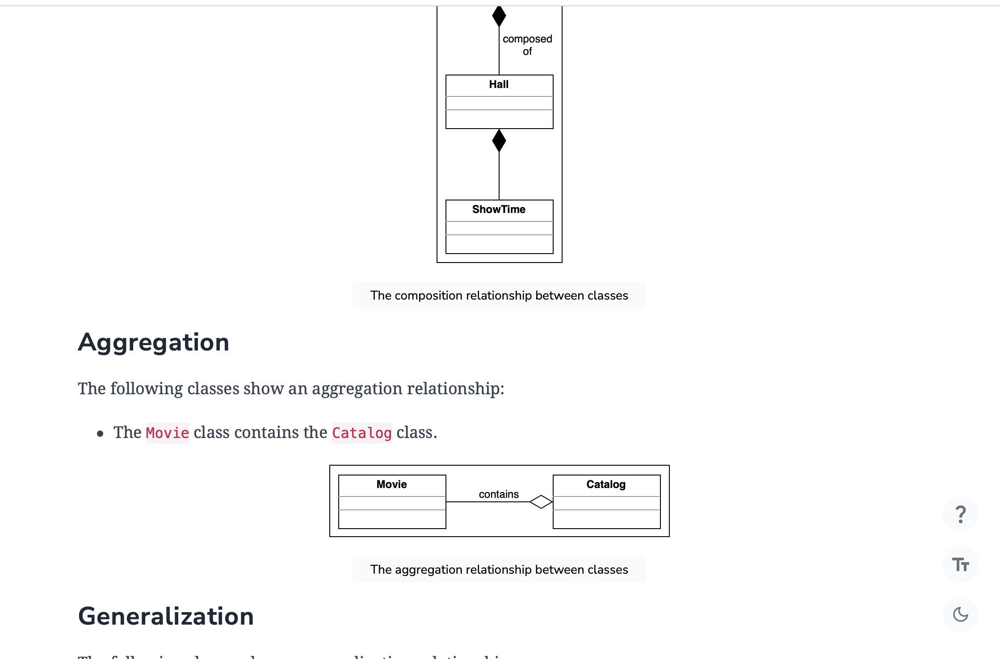 composed
of
Hall
ShowTime
The composition relationship between classes
Aggregation
The following classes show an aggregation relationship:
• The Movie class contains the Catalog class.
Movie
contains
Catalog
The aggregation relationship between classes
?
TT
Generalization